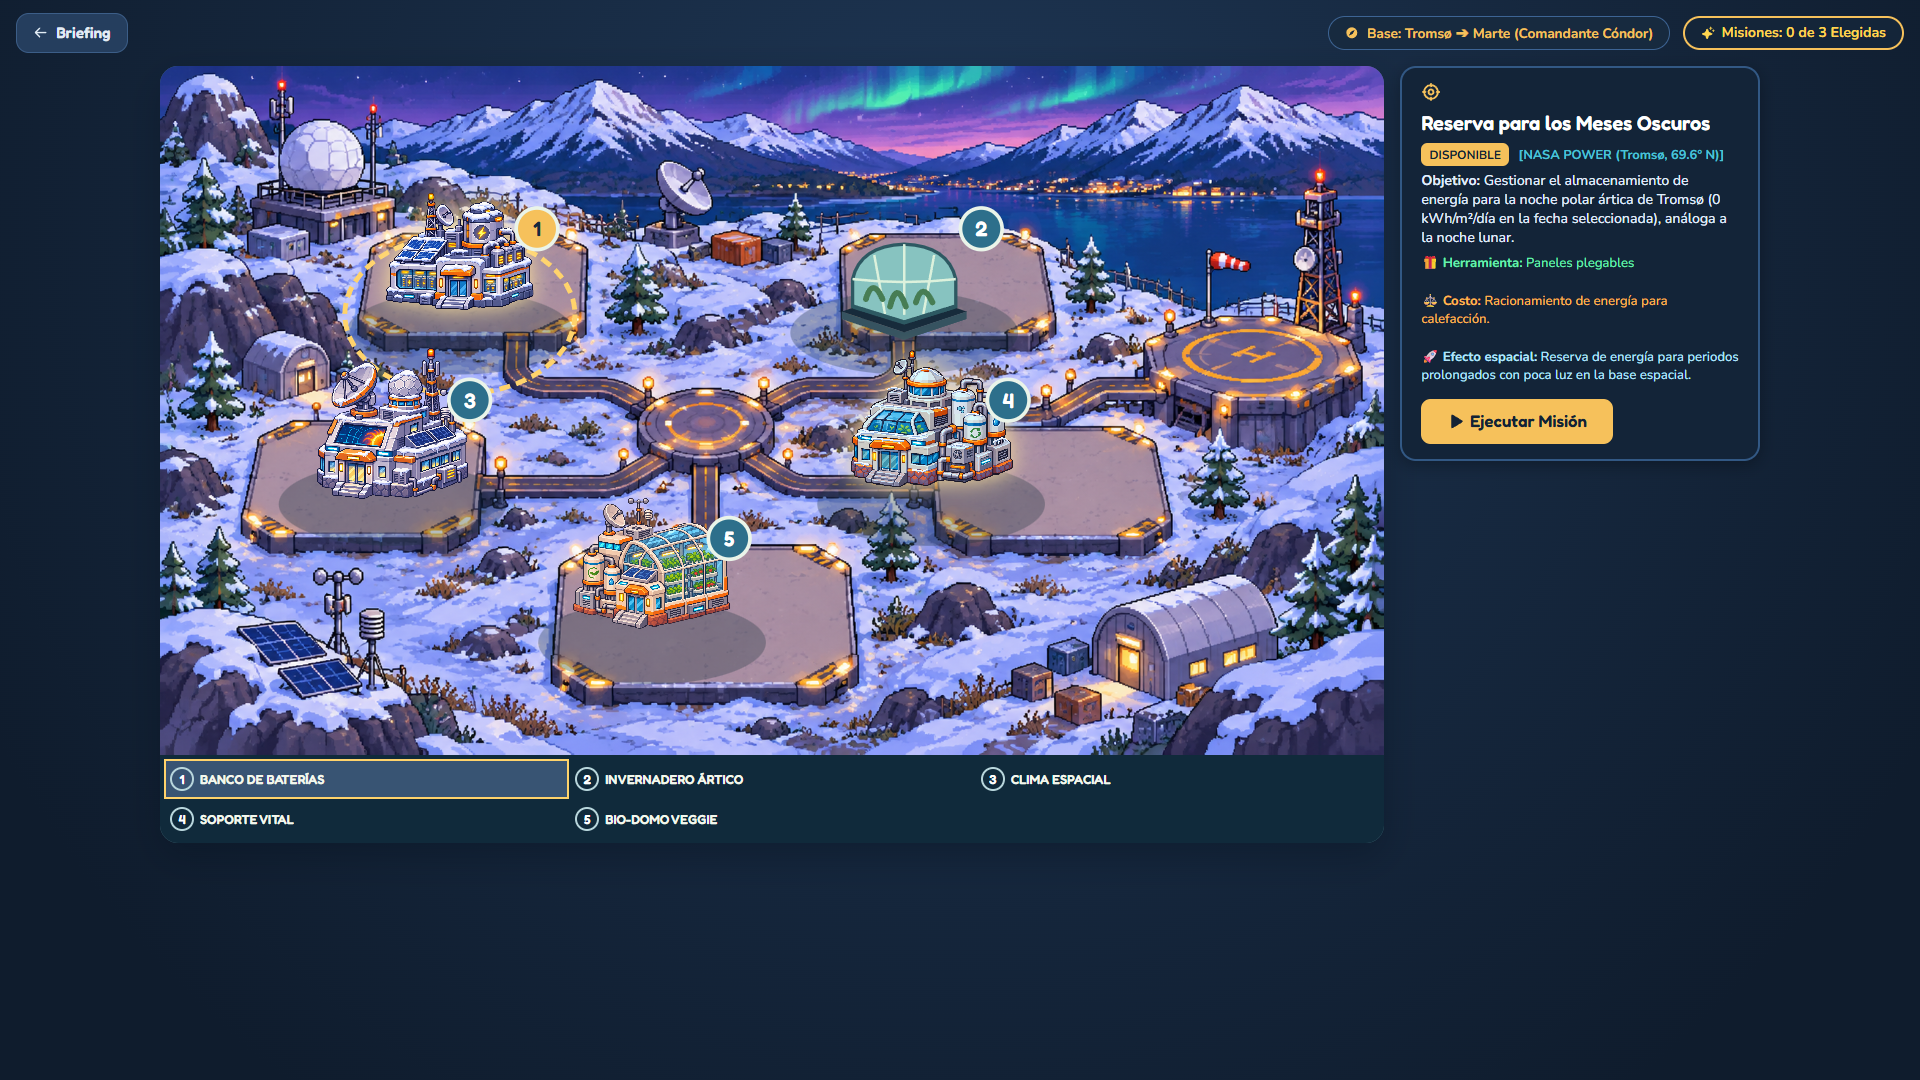 Briefing
Base: Tromsø ➔ Marte (Comandante Cóndor)
Misiones: 0 de 3 Elegidas
Reserva para los Meses Oscuros
DISPONIBLE [NASA POWER (Tromsø, 69.6° N)]
Objetivo: Gestionar el almacenamiento de
energía para la noche polar ártica de Tromsø (0
kWh/m²/día en la fecha seleccionada), análoga a
la noche lunar.
Herramienta: Paneles plegables
Costo: Racionamiento de energía para
calefacción.
Efecto espacial: Reserva de energía para periodos
prolongados con poca luz en la base espacial.
Ejecutar Misión
1
2
3
4
5
H
1 BANCO DE BATERÍAS
2 INVERNADERO ÁRTICO
3 CLIMA ESPACIAL
4 SOPORTE VITAL
5 BIO-DOMO VEGGIE